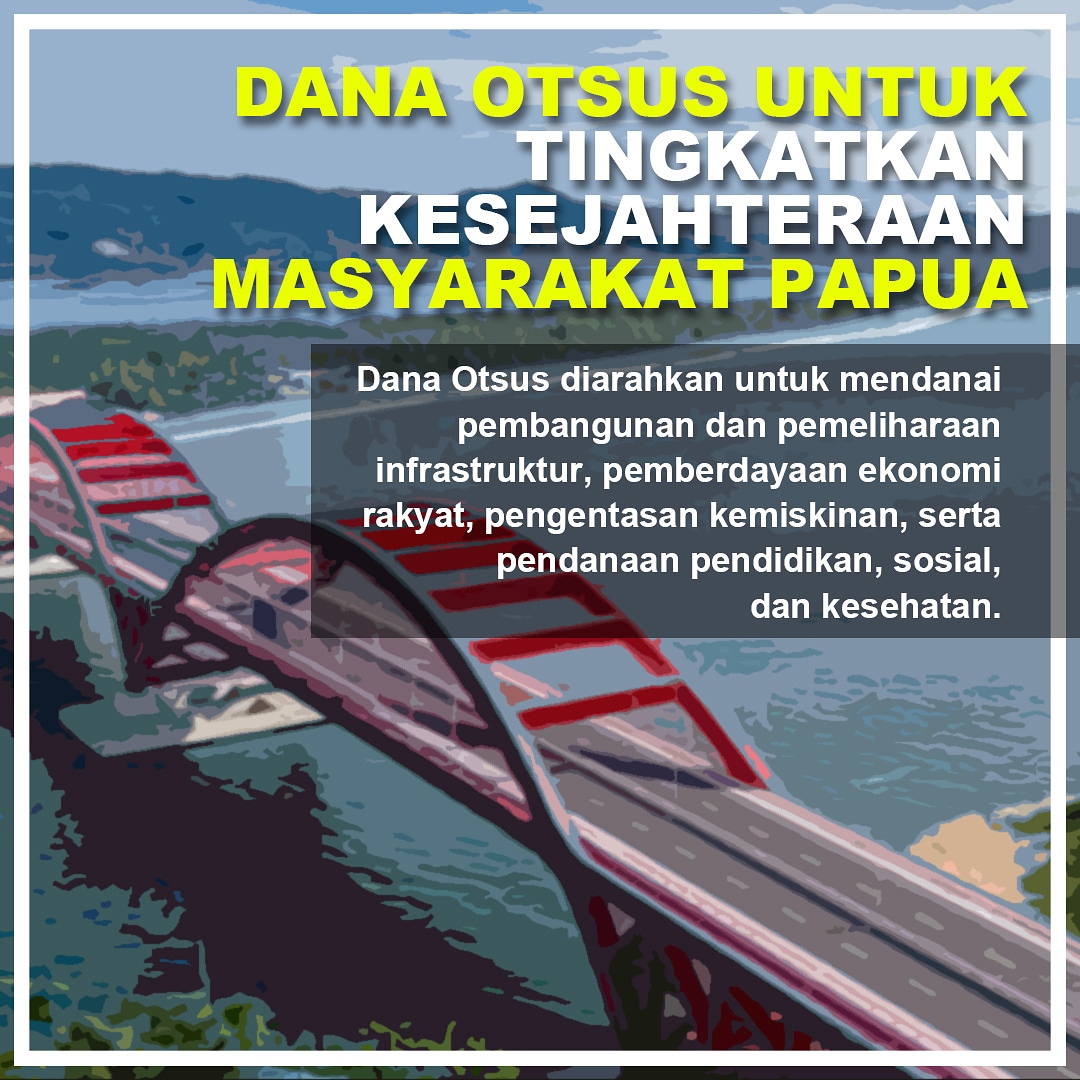 DANA OTSUS UNTUK
TINGKATKAN
KESEJAHTERAAN
MASYARAKAT PAPUA
Dana Otsus diarahkan untuk mendanai
pembangunan dan pemeliharaan
infrastruktur, pemberdayaan ekonomi
rakyat, pengentasan kemiskinan, serta
pendanaan pendidikan, sosial,
dan kesehatan.